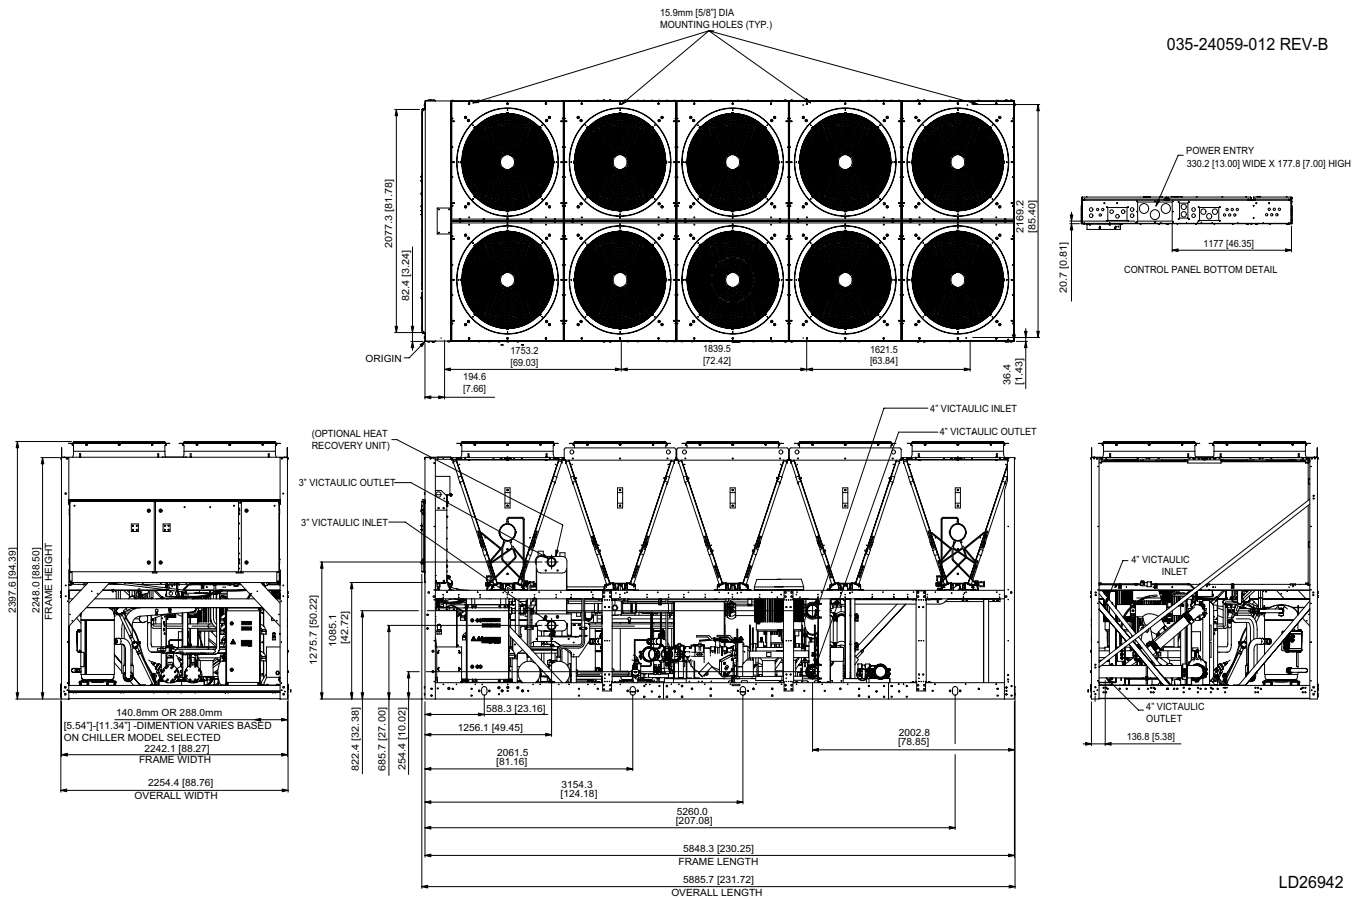 15.9mm [5/8"] DIA
MOUNTING HOLES (TYP.)
035-24059-012 REV-B
POWER ENTRY
330.2 [13.00] WIDE X 177.8 [7.00] HIGH
2077.3 [81.78]
82.4 [3.24]
2169.2
[85.40]
20.7 [0.81]
1177 [46.35]
CONTROL PANEL BOTTOM DETAIL
ORIGIN
1753.2
[69.03]
1839.5
[72.42]
1621.5
[63.84]
36.4
[1.43]
194.6
[7.66]
4" VICTAULIC INLET
4" VICTAULIC OUTLET
(OPTIONAL HEAT
RECOVERY UNIT)
3" VICTAULIC OUTLET
3" VICTAULIC INLET
2397.6 [94.39]
2248.0 [88.50]
FRAME HEIGHT
1275.7 [50.22]
1085.1
[42.72]
822.4 [32.38]
685.7 [27.00]
254.4 [10.02]
4" VICTAULIC
INLET
4" VICTAULIC
OUTLET
136.8 [5.38]
140.8mm OR 288.0mm
[5.54"]-[11.34"] -DIMENTION VARIES BASED
ON CHILLER MODEL SELECTED
2242.1 [88.27]
FRAME WIDTH
2254.4 [88.76]
OVERALL WIDTH
588.3 [23.16]
1256.1 [49.45]
2061.5
[81.16]
2002.8
[78.85]
3154.3
[124.18]
5260.0
[207.08]
5848.3 [230.25]
FRAME LENGTH
5885.7 [231.72]
OVERALL LENGTH
LD26942